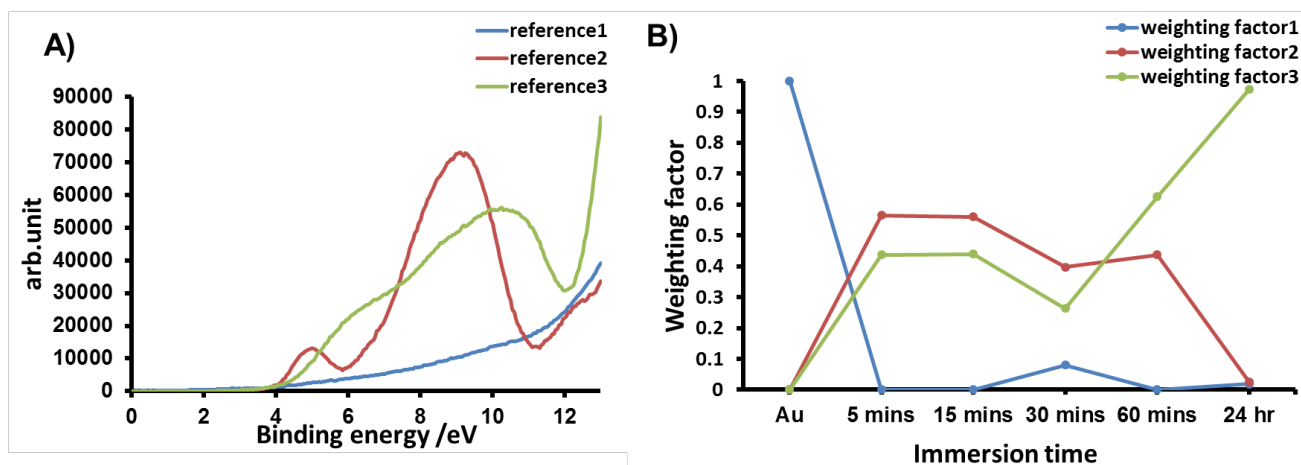 A)
reference1
reference2
reference3
90000
80000
70000
60000
50000
40000
30000
20000
10000
0
arb.unit
0 2 4 6 8 10 12
Binding energy /eV
B)
weighting factor1
weighting factor2
weighting factor3
1
0.9
0.8
0.7
0.6
0.5
0.4
0.3
0.2
0.1
0
Weighting factor
Au 5 mins 15 mins 30 mins 60 mins 24 hr
Immersion time